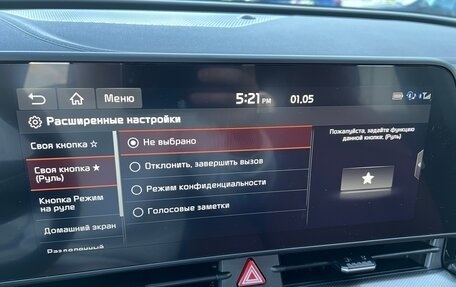 Меню
5:21 PM
01.05
Расширенные настройки
Своя кнопка ☆
Своя кнопка ★
(Руль)
Кнопка Режим
на руле
Домашний экран
Разделенный
Не выбрано
Отклонить, завершить вызов
Режим конфиденциальности
Голосовые заметки
Пожалуйста, задайте функцию
данной кнопке. (Руль)